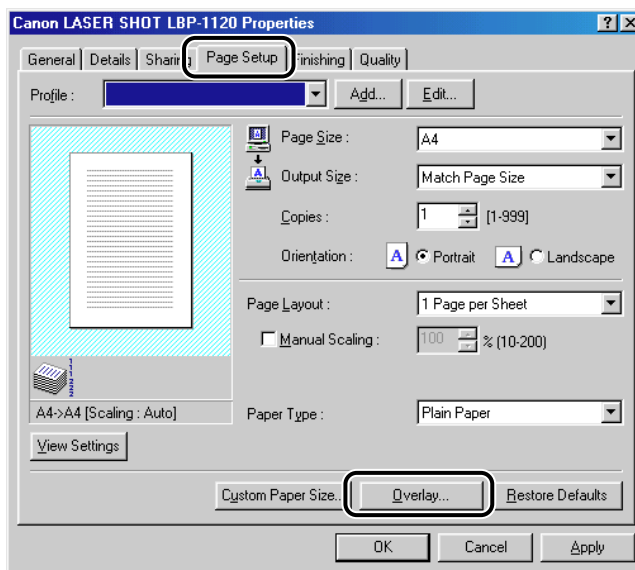 Canon LASER SHOT LBP-1120 Properties
General Details Sharing Page Setup Finishing Quality
Profile : Add... Edit...
Page Size : A4
Output Size : Match Page Size
Copies : 1 [1-999]
Orientation : A Portrait A Landscape
Page Layout : 1 Page per Sheet
Manual Scaling : 100 % (10-200)
A4->A4 [Scaling : Auto] Paper Type : Plain Paper
View Settings
Custom Paper Size... Overlay... Restore Defaults
OK Cancel Apply